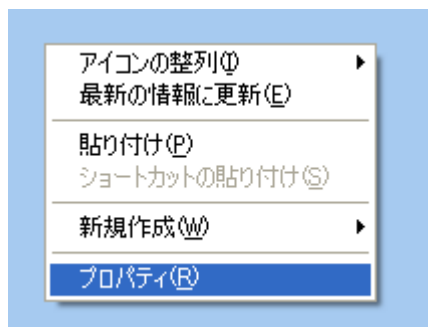 アイコンの整列(I)
最新の情報に更新(E)
貼り付け(P)
ショートカットの貼り付け(S)
新規作成(W)
プロパティ(R)